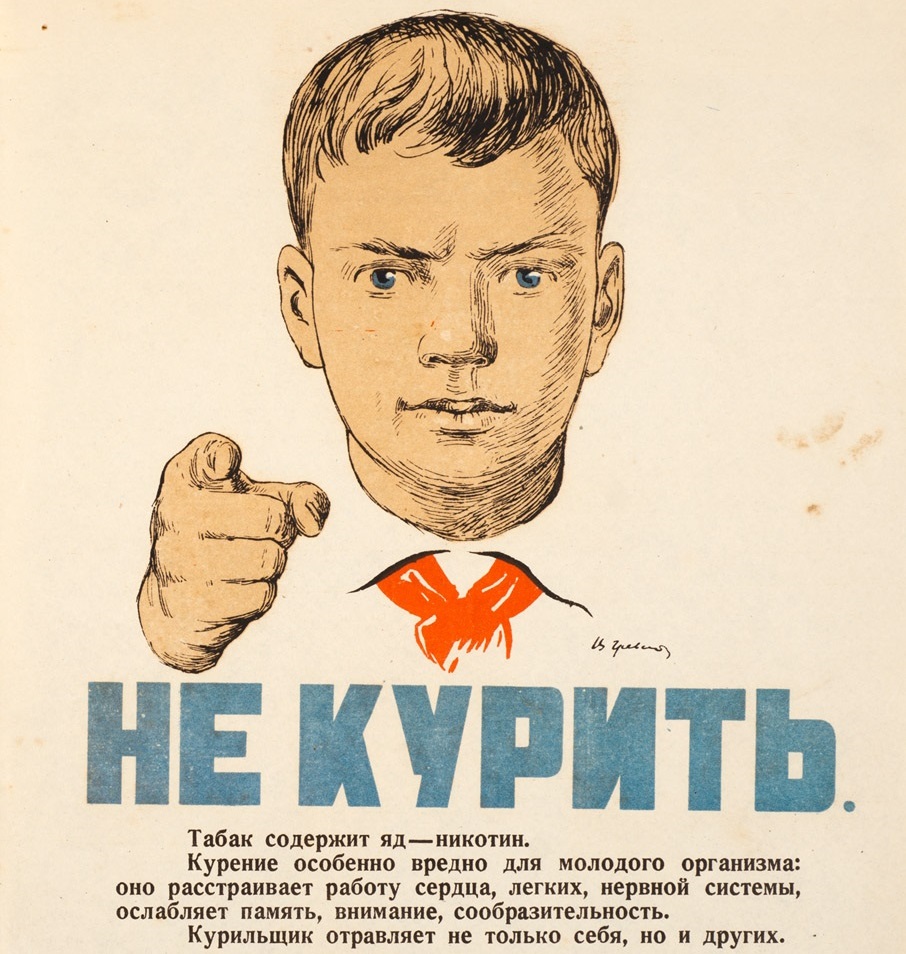 НЕ КУРИТЬ.
Табак содержит яд—никотин.
Курение особенно вредно для молодого организма:
оно расстраивает работу сердца, легких, нервной системы,
ослабляет память, внимание, сообразительность.
Курильщик отравляет не только себя, но и других.